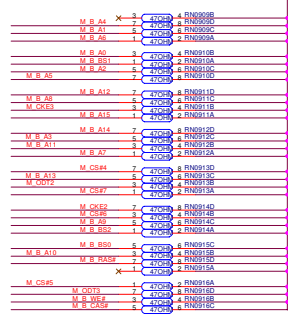 3 47OHM 4 RN0909B
M_B_A4 7 47OHM 8 RN0909D
M_B_A1 5 47OHM 6 RN0909C
M_B_A6 1 47OHM 2 RN0909A
M_B_A0 3 47OHM 4 RN0910B
M_B_BS1 1 47OHM 2 RN0910A
M_B_A2 5 47OHM 6 RN0910C
M_B_A5 7 47OHM 8 RN0910D
M_B_A12 7 47OHM 8 RN0911D
M_B_A8 5 47OHM 6 RN0911C
M_CKE3 3 47OHM 4 RN0911B
M_B_A15 1 47OHM 2 RN0911A
M_B_A14 7 47OHM 8 RN0912D
M_B_A3 5 47OHM 6 RN0912C
M_B_A11 3 47OHM 4 RN0912B
M_B_A7 1 47OHM 2 RN0912A
M_CS#4 7 47OHM 8 RN0913D
M_B_A13 5 47OHM 6 RN0913C
M_ODT2 3 47OHM 4 RN0913B
M_CS#7 1 47OHM 2 RN0913A
M_CKE2 7 47OHM 8 RN0914D
M_CS#6 3 47OHM 4 RN0914B
M_B_A9 5 47OHM 6 RN0914C
M_B_BS2 1 47OHM 2 RN0914A
M_B_BS0 5 47OHM 6 RN0915C
M_B_A10 3 47OHM 4 RN0915B
M_B_RAS# 7 47OHM 8 RN0915D
1 47OHM 2 RN0915A
M_CS#5 1 47OHM 2 RN0916A
M_ODT3 7 47OHM 8 RN0916D
M_B_WE# 3 47OHM 4 RN0916B
M_B_CAS# 5 47OHM 6 RN0916C